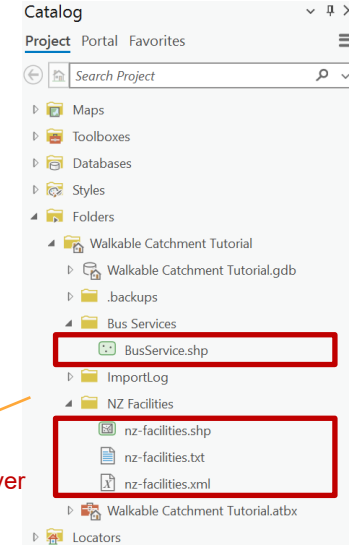 Catalog
Project Portal Favorites
Search Project
Maps
Toolboxes
Databases
Styles
Folders
Walkable Catchment Tutorial
Walkable Catchment Tutorial.gdb
.backups
Bus Services
BusService.shp
ImportLog
NZ Facilities
nz-facilities.shp
nz-facilities.txt
nz-facilities.xml
Walkable Catchment Tutorial.atbx
Locators